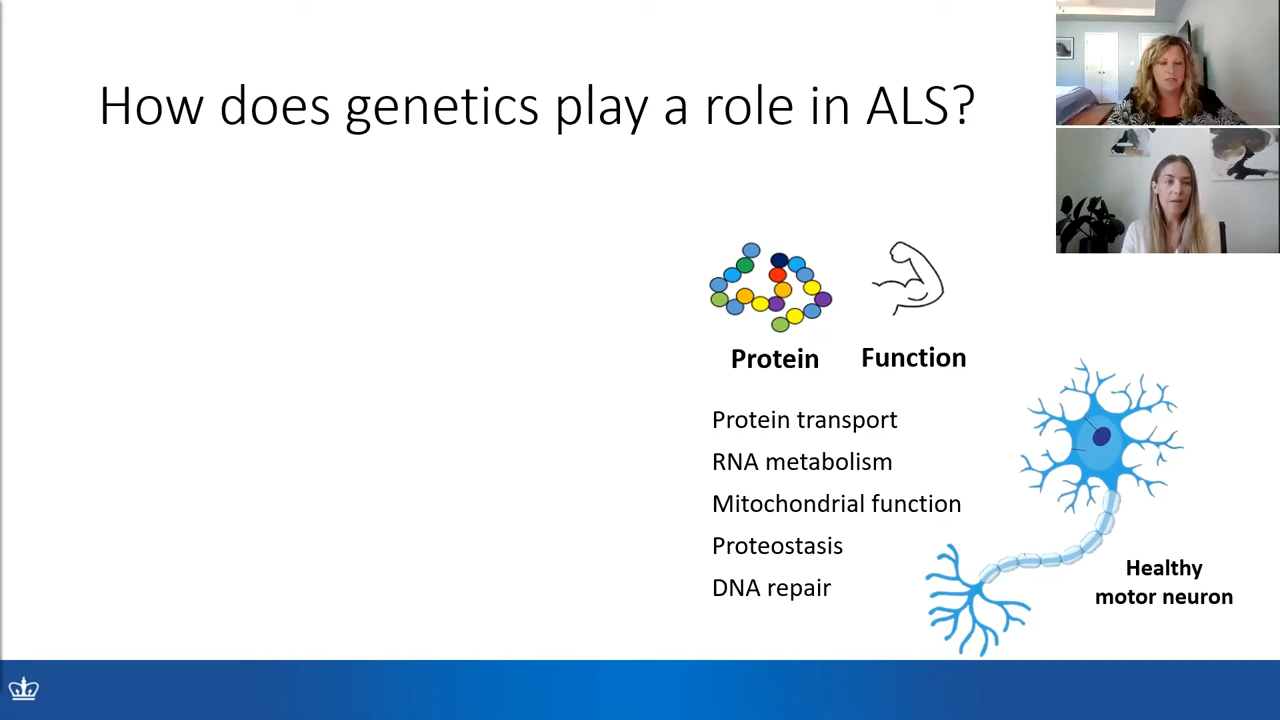 How does genetics play a role in ALS?
Protein
Function
Protein transport
RNA metabolism
Mitochondrial function
Proteostasis
DNA repair
Healthy
motor neuron